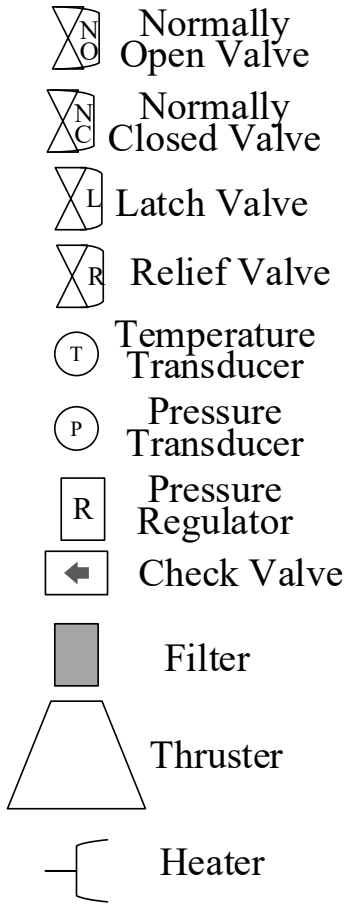 N
O
Normally
Open Valve
N
C
Normally
Closed Valve
L
Latch Valve
R
Relief Valve
T
Temperature
Transducer
P
Pressure
Transducer
R
Pressure
Regulator
Check Valve
Filter
Thruster
Heater